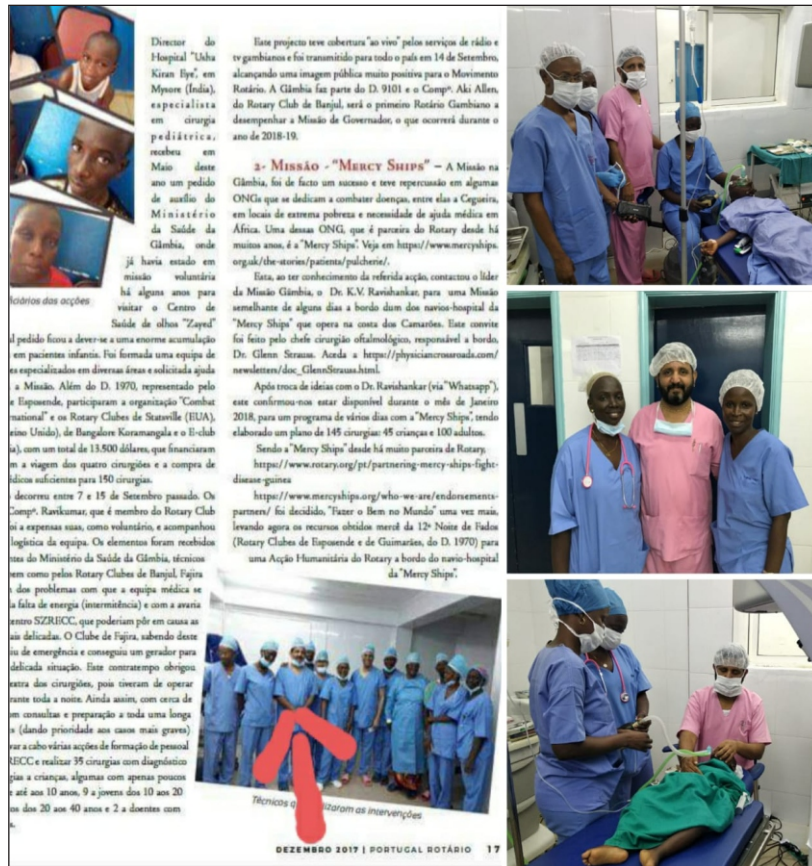 Director do
Hospital "Usha
Kiran Eye", em
Mysore (Índia),
especialista
em cirurgia
pediátrica,
recebeu em
Maio deste
ano um pedido
de auxílio do
Ministério
da Saúde da
Gâmbia, onde
já havia estado em
missão voluntária
há alguns anos para
visitar o Centro de
Saúde de olhos "Zayed"
ficiários das acções
l pedido ficou a dever-se a uma enorme acumulação
em pacientes infantis. Foi formada uma equipa de
es especializados em diversas áreas e solicitada ajuda
a Missão. Além do D. 1970, representado pelo
e Esposende, participaram a organização "Combat
rnational" e os Rotary Clubes de Statsville (EUA),
eino Unido), de Bangalore Koramangala e o E-club
ia), com um total de 13.500 dólares, que financiaram
m a viagem dos quatro cirurgiões e a compra de
dicos suficientes para 150 cirurgias.
decorreu entre 7 e 15 de Setembro passado. Os
Compº. Ravikumar, que é membro do Rotary Club
oi a expensas suas, como voluntário, e acompanhou
logística da equipa. Os elementos foram recebidos
ntes do Ministério da Saúde da Gâmbia, técnicos
bem como pelos Rotary Clubes de Banjul, Fajira
dos problemas com que a equipa médica se
la falta de energia (intermitência) e com a avaria
entro SZRECC, que poderiam pôr em causa as
ais delicadas. O Clube de Fajira, sabendo deste
iu de emergência e conseguiu um gerador para
delicada situação. Este contratempo obrigou
extra dos cirurgiões, pois tiveram de operar
rante toda a noite. Ainda assim, com cerca de
m consultas e preparação a toda uma longa
s (dando prioridade aos casos mais graves)
var a cabo várias acções de formação de pessoal
RECC e realizar 35 cirurgias com diagnóstico
gias a crianças, algumas com apenas poucos
e até aos 10 anos, 9 a jovens dos 10 aos 20
os dos 20 aos 40 anos e 2 a doentes com
s.
Este projecto teve cobertura "ao vivo" pelos serviços de rádio e
tv gambianos e foi transmitido para todo o país em 14 de Setembro,
alcançando uma imagem pública muito positiva para o Movimento
Rotário. A Gâmbia faz parte do D. 9101 e o Compº. Aki Allen,
do Rotary Club de Banjul, será o primeiro Rotário Gambiano a
desempenhar a Missão de Governador, o que ocorrerá durante o
ano de 2018-19.
2- Missão - "Mercy Ships" – A Missão na
Gâmbia, foi de facto um sucesso e teve repercussão em algumas
ONGs que se dedicam a combater doenças, entre elas a Cegueira,
em locais de extrema pobreza e necessidade de ajuda médica em
África. Uma dessas ONG, que é parceira do Rotary desde há
muitos anos, é a "Mercy Ships". Veja em https://www.mercyships.
org.uk/the-stories/patients/pulcherie/.
Esta, ao ter conhecimento da referida acção, contactou o líder
da Missão Gâmbia, o Dr. K.V. Ravishankar, para uma Missão
semelhante de alguns dias a bordo dum dos navios-hospital da
"Mercy Ships" que opera na costa dos Camarões. Este convite
foi feito pelo chefe cirurgião oftalmológico, responsável a bordo,
Dr. Glenn Strauss. Aceda a https://physiciancrossroads.com/
newsletters/doc_GlennStrauss.html.
Após troca de ideias com o Dr. Ravishankar (via "Whatsapp"),
este confirmou-nos estar disponível durante o mês de Janeiro
2018, para um programa de vários dias com a "Mercy Ships", tendo
elaborado um plano de 145 cirurgias: 45 crianças e 100 adultos.
Sendo a "Mercy Ships" desde há muito parceira de Rotary,
https://www.rotary.org/pt/partnering-mercy-ships-fight-
disease-guinea
https://www.mercyships.org/who-we-are/endorsements-
partners/ foi decidido, "Fazer o Bem no Mundo" uma vez mais,
levando agora os recursos obtidos mercê da 12ª Noite de Fados
(Rotary Clubes de Esposende e de Guimarães, do D. 1970) para
uma Acção Humanitária do Rotary a bordo do navio-hospital
da "Mercy Ships".
Técnicos q izaram as intervenções
DEZEMBRO 2017 | PORTUGAL ROTÁRIO 17